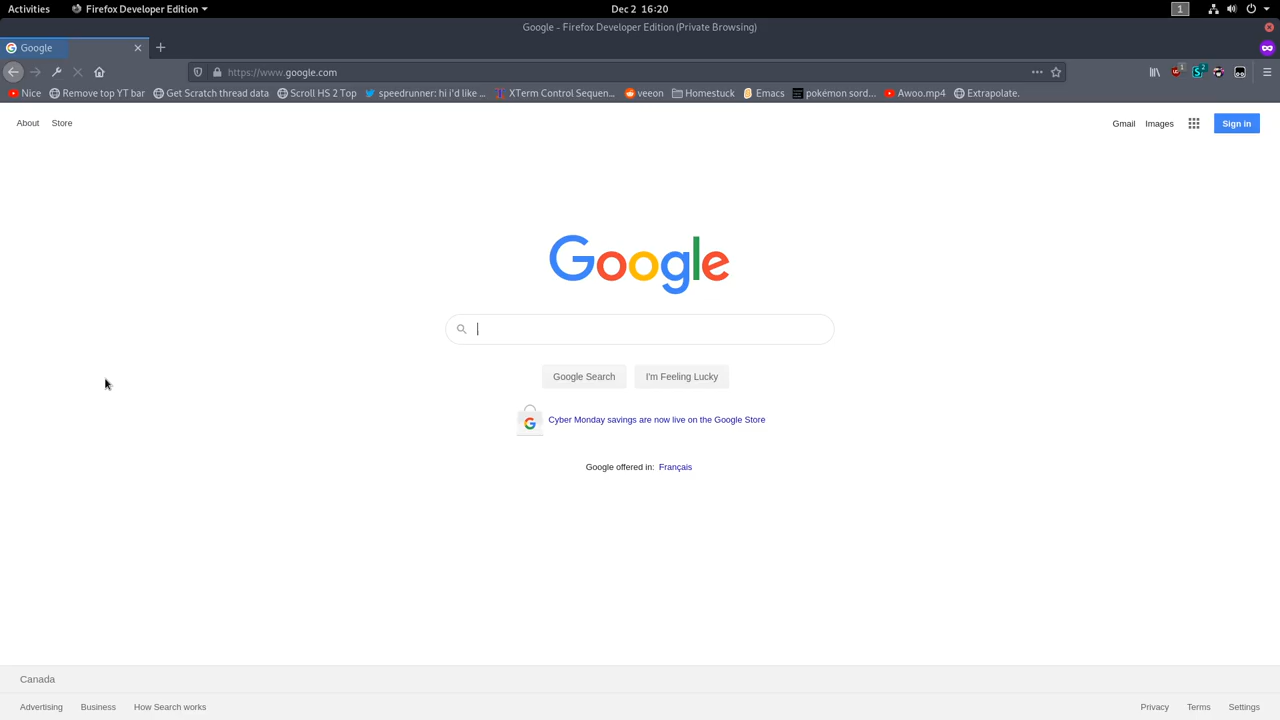 Activities Firefox Developer Edition Dec 2 16:20 1
Google - Firefox Developer Edition (Private Browsing)
Google
https://www.google.com 1 2
Nice Remove top YT bar Get Scratch thread data Scroll HS 2 Top speedrunner: hi i'd like ... XTerm Control Sequen... veeon Homestuck Emacs pokémon sord... Awoo.mp4 Extrapolate.
About Store Gmail Images Sign in
Google
Google Search I'm Feeling Lucky
Cyber Monday savings are now live on the Google Store
Google offered in: Français
Canada
Advertising Business How Search works Privacy Terms Settings